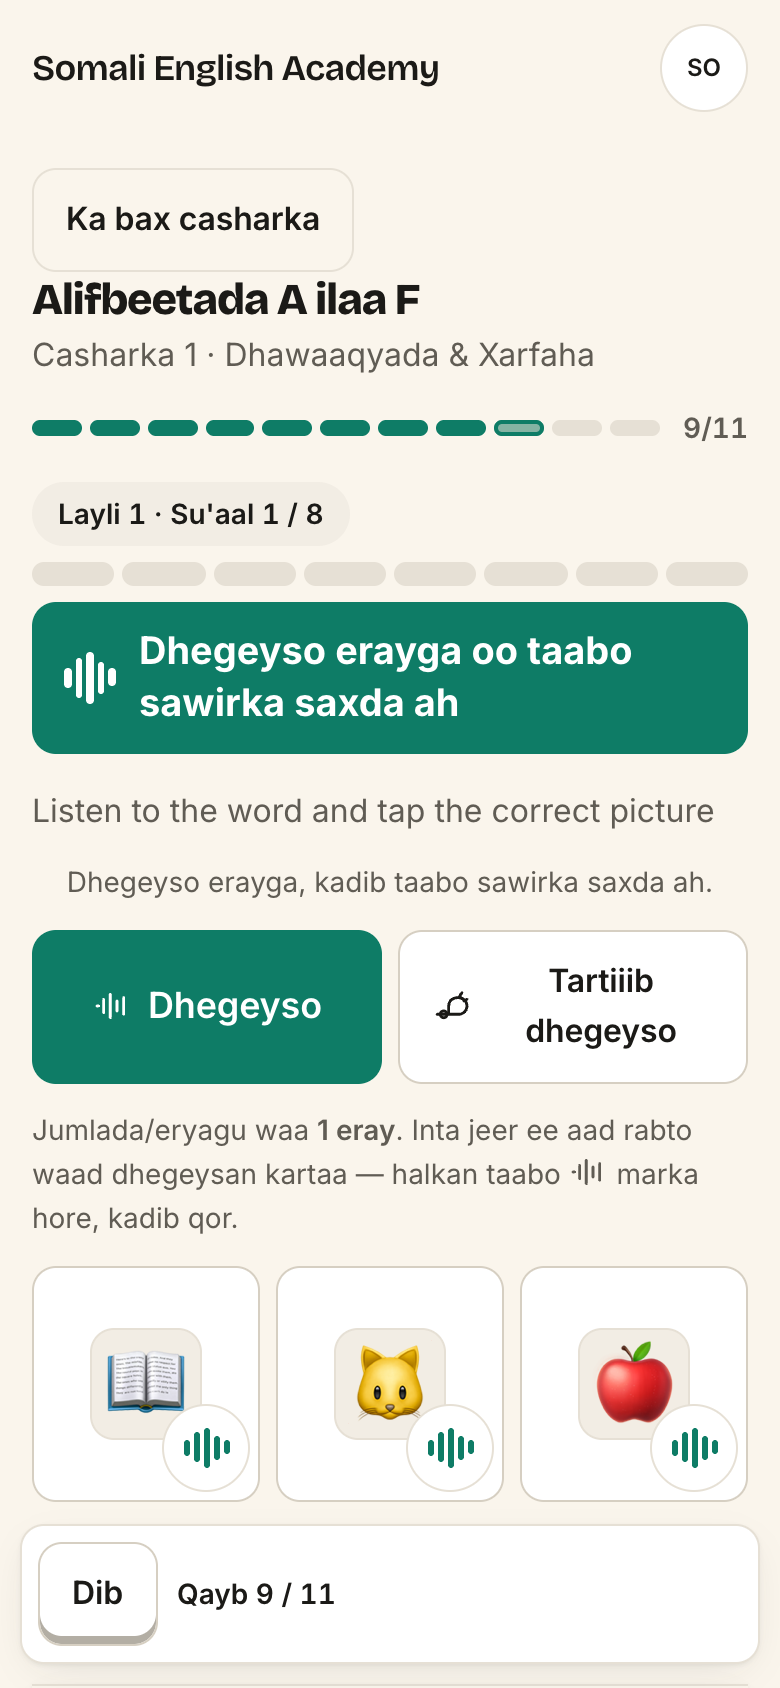 Somali English Academy
SO
Ka bax casharka
Alifbeetada A ilaa F
Casharka 1 · Dhawaaqyada & Xarfaha
9/11
Layli 1 · Su'aal 1 / 8
Dhegeyso erayga oo taabo
sawirka saxda ah
Listen to the word and tap the correct picture
Dhegeyso erayga, kadib taabo sawirka saxda ah.
Dhegeyso
Tartiiib
dhegeyso
Jumlada/eryagu waa 1 eray. Inta jeer ee aad rabto
waad dhegeysan kartaa — halkan taabo marka
hore, kadib qor.
Dib
Qayb 9 / 11